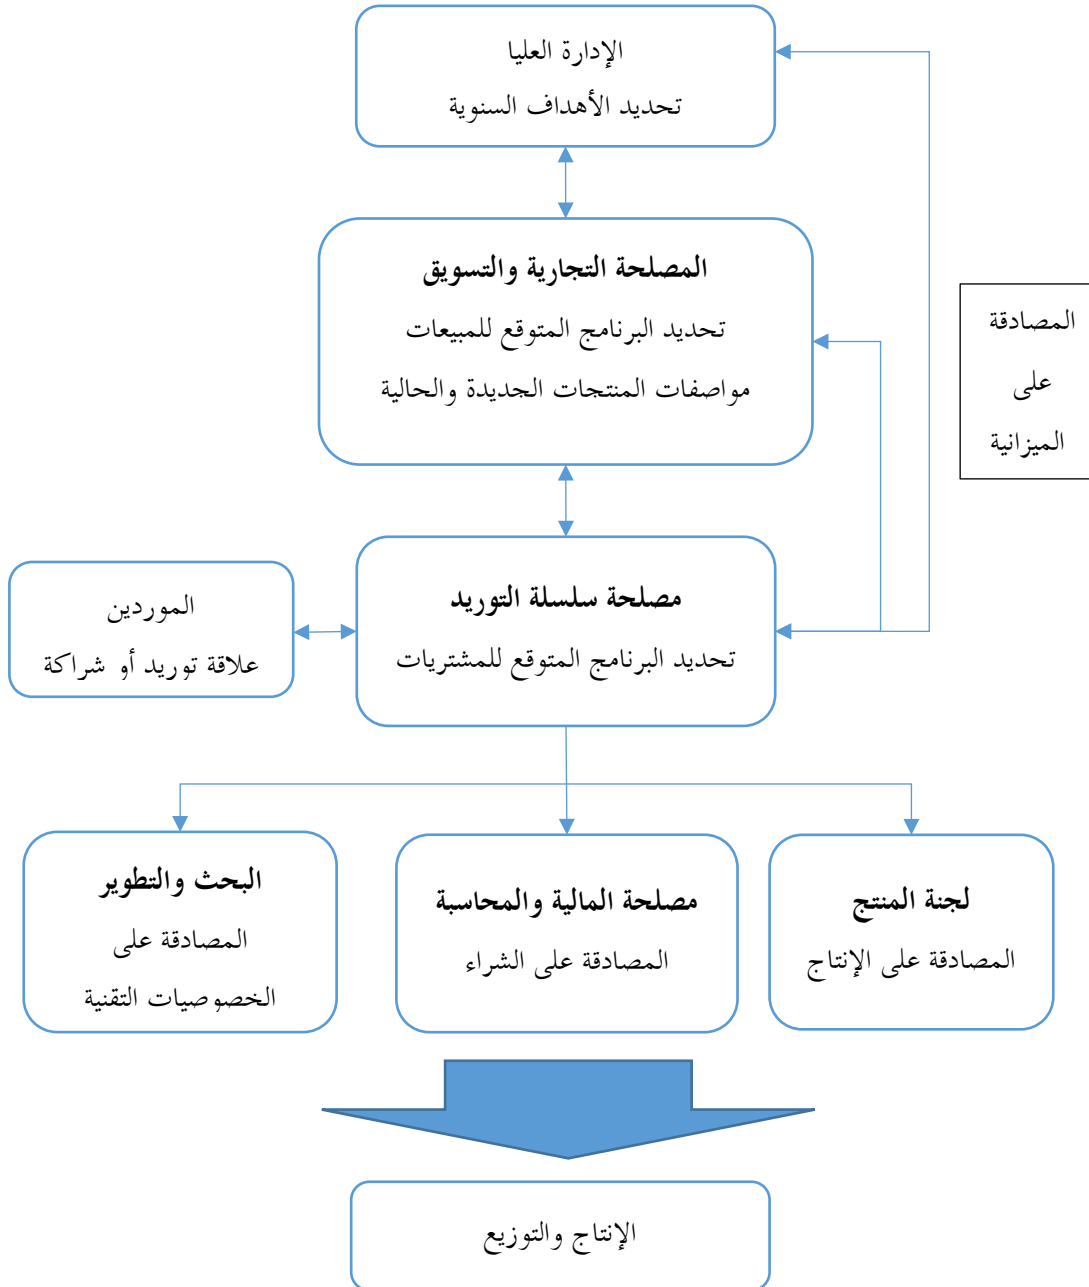 الإدارة العليا
تحديد الأهداف السنوية
المصلحة التجارية والتسويق
تحديد البرنامج المتوقع للمبيعات
مواصفات المنتجات الجديدة والحالية
المصادقة
على
الميزانية
مصلحة سلسلة التوريد
تحديد البرنامج المتوقع للمشتريات
الموردين
علاقة توريد أو شراكة
لجنة المنتج
المصادقة على الإنتاج
مصلحة المالية والمحاسبة
المصادقة على الشراء
البحث والتطوير
المصادقة على
الخصوصيات التقنية
الإنتاج والتوزيع